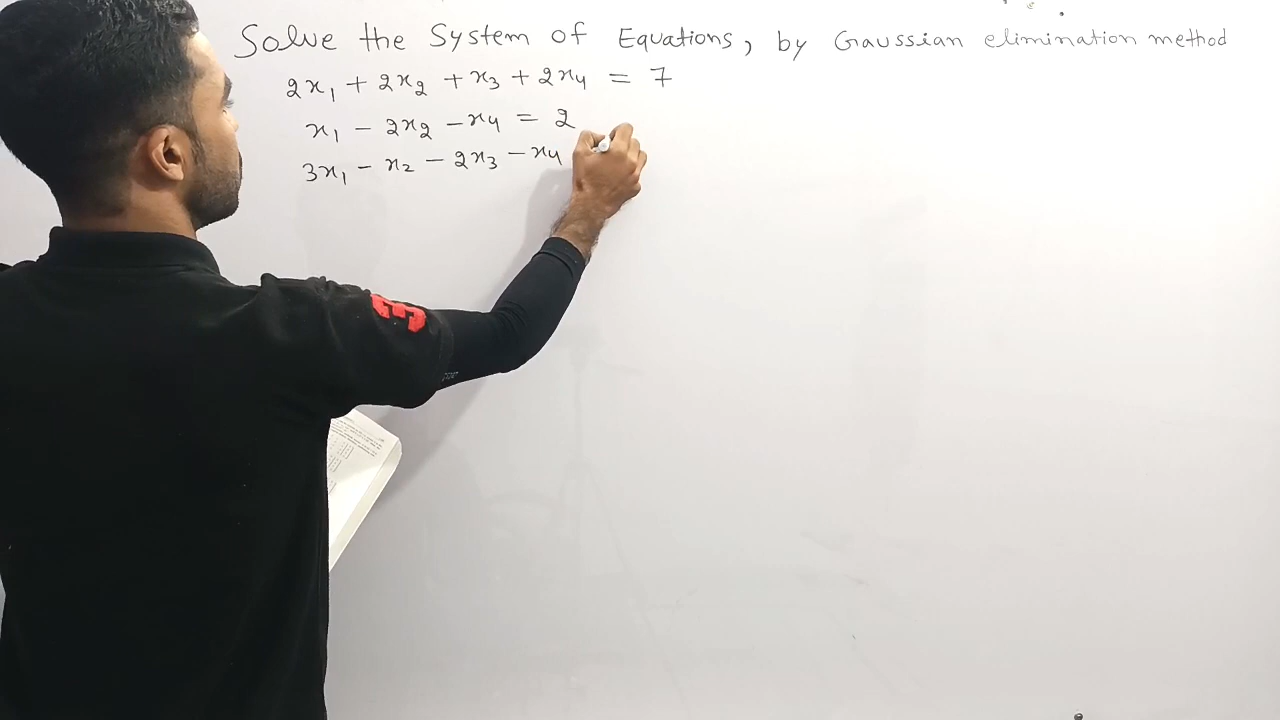 Solve the System of Equations, by Gaussian elimination method
2x₁ + 2x₂ + x₃ + 2x₄ = 7
x₁ - 2x₂ - x₄ = 2
3x₁ - x₂ - 2x₃ - x₄
3